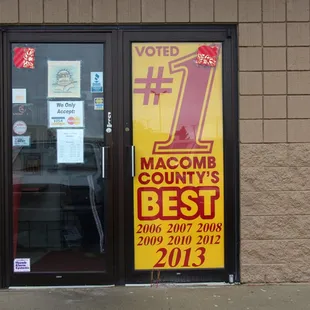 We Only
Accept:
VOTED
#1
MACOMB
COUNTY'S
BEST
2006 2007 2008
2009 2010 2012
2013